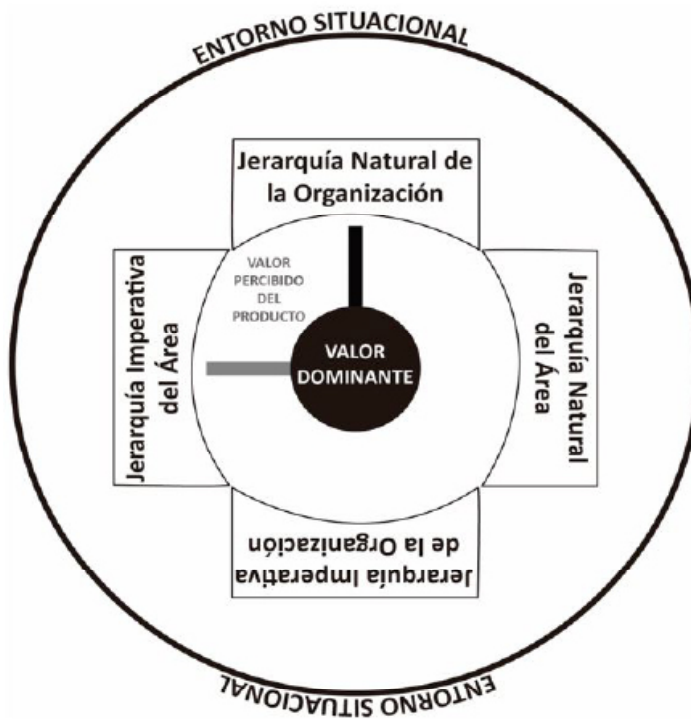 ENTORNO SITUACIONAL
Jerarquía Natural de
la Organización
VALOR
PERCIBIDO
DEL
PRODUCTO
Jerarquía Imperativa
del Área
VALOR
DOMINANTE
Jerarquía Natural
del Área
Jerarquía Imperativa
de la Organización
ENTORNO SITUACIONAL